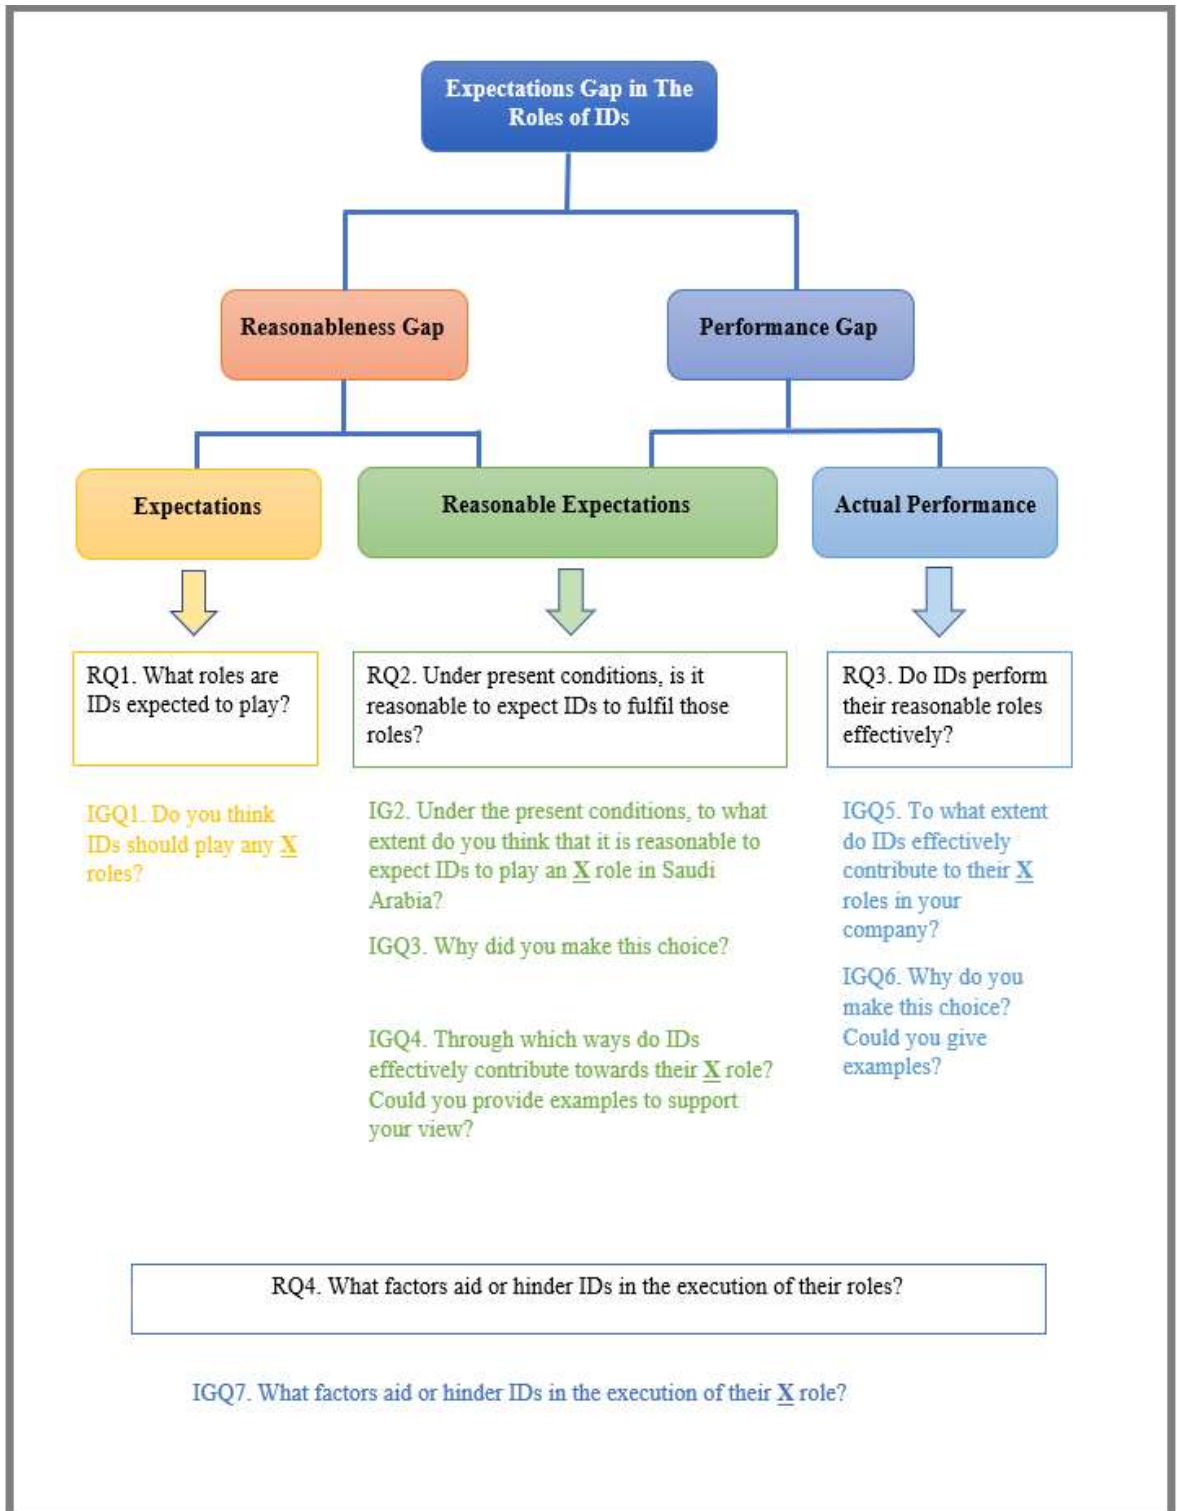 Expectations Gap in The
Roles of IDs
Reasonableness Gap
Performance Gap
Expectations
Reasonable Expectations
Actual Performance
RQ1. What roles are
IDs expected to play?
RQ2. Under present conditions, is it
reasonable to expect IDs to fulfil those
roles?
RQ3. Do IDs perform
their reasonable roles
effectively?
IGQ1. Do you think
IDs should play any X
roles?
IG2. Under the present conditions, to what
extent do you think that it is reasonable to
expect IDs to play an X role in Saudi
Arabia?
IGQ3. Why did you make this choice?
IGQ4. Through which ways do IDs
effectively contribute towards their X role?
Could you provide examples to support
your view?
IGQ5. To what extent
do IDs effectively
contribute to their X
roles in your
company?
IGQ6. Why do you
make this choice?
Could you give
examples?
RQ4. What factors aid or hinder IDs in the execution of their roles?
IGQ7. What factors aid or hinder IDs in the execution of their X role?